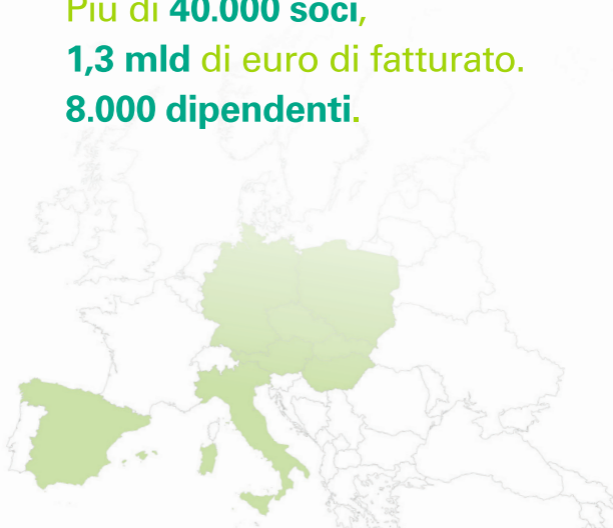 Più di 40.000 soci,
1,3 mld di euro di fatturato.
8.000 dipendenti.